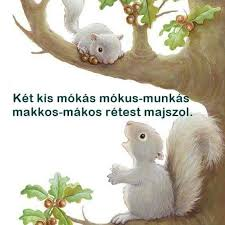 Két kis mókás mókus-munkás
makkos-mákos rétest majszol.